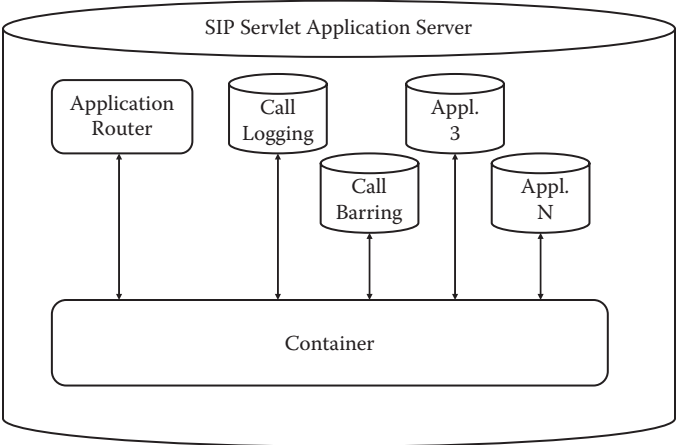 SIP Servlet Application Server
Application
Router
Call
Logging
Call
Barring
Appl.
3
Appl.
N
Container